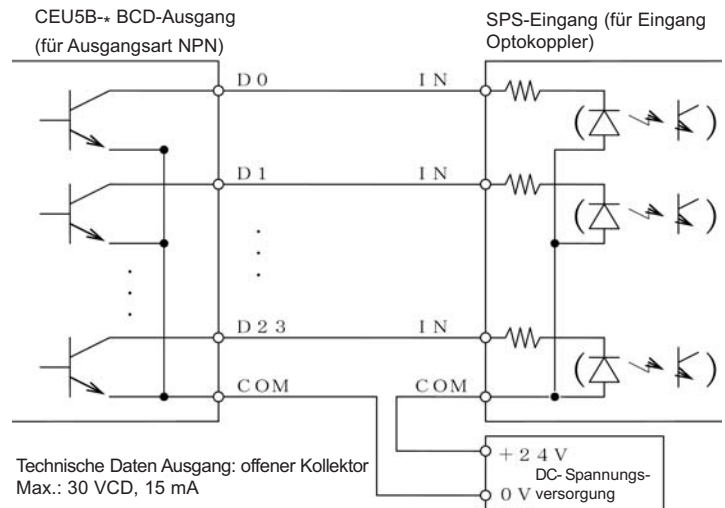 CEU5B-* BCD-Ausgang
(für Ausgangsart NPN)
SPS-Eingang (für Eingang
Optokoppler)
D0
IN
D1
IN
D23
IN
COM
COM
+24V
DC-Spannungs-
0V versorgung
Technische Daten Ausgang: offener Kollektor
Max.: 30 VCD, 15 mA